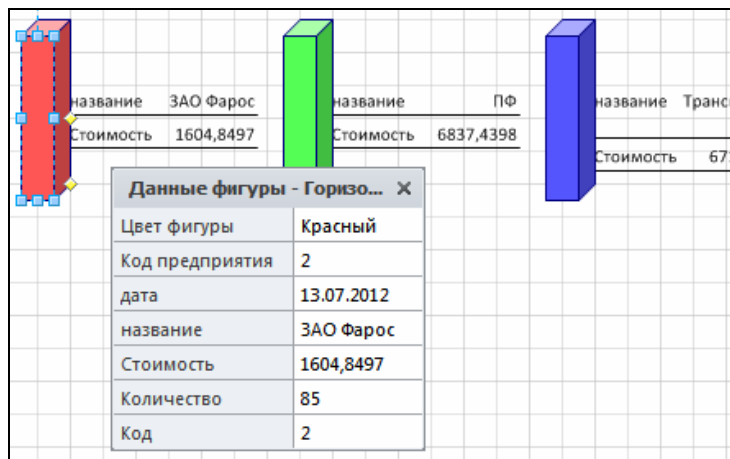 название ЗАО Фарос название ПФ название
Стоимость 1604,8497 Стоимость 6837,4398 Стоимость
Данные фигуры - Горизо...
Цвет фигуры Красный
Код предприятия 2
дата 13.07.2012
название ЗАО Фарос
Стоимость 1604,8497
Количество 85
Код 2